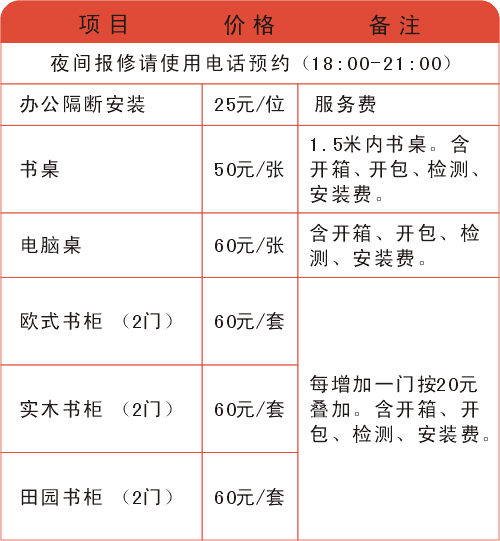 项目 价格 备注
夜间报修请使用电话预约（18:00-21:00）
办公隔断安装 25元/位 服务费
书桌 50元/张 1.5米内书桌。含
开箱、开包、检测、
安装费。
电脑桌 60元/张 含开箱、开包、检
测、安装费。
欧式书柜 （2门） 60元/套
实木书柜 （2门） 60元/套
每增加一门按20元
叠加。含开箱、开
包、检测、安装费。
田园书柜 （2门） 60元/套